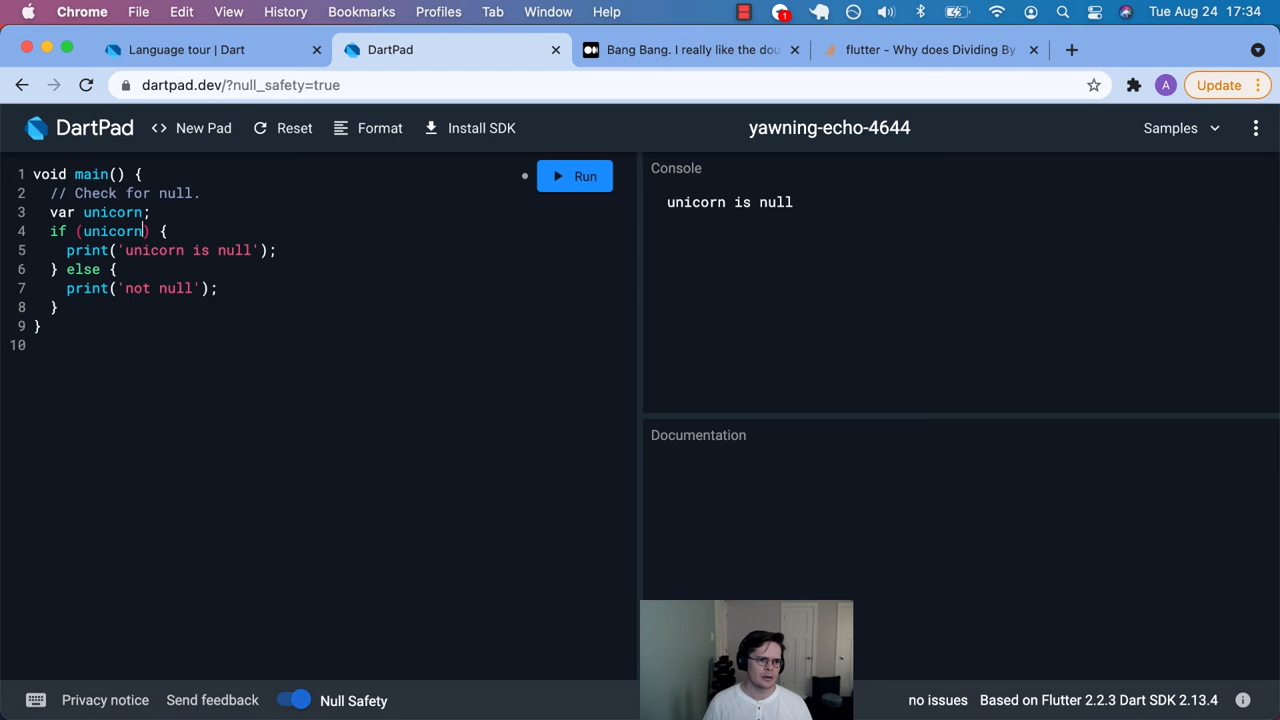 Chrome File Edit View History Bookmarks Profiles Tab Window Help 1 Tue Aug 24 17:34
Language tour | Dart DartPad Bang Bang. I really like the dou flutter - Why does Dividing By
dartpad.dev/?null_safety=true A Update
DartPad <> New Pad Reset Format Install SDK yawning-echo-4644 Samples
1 void main() {
2 // Check for null.
3 var unicorn;
4 if (unicorn) {
5 print('unicorn is null');
6 } else {
7 print('not null');
8 }
9 }
10
Run
Console
unicorn is null
Documentation
Privacy notice Send feedback Null Safety no issues Based on Flutter 2.2.3 Dart SDK 2.13.4